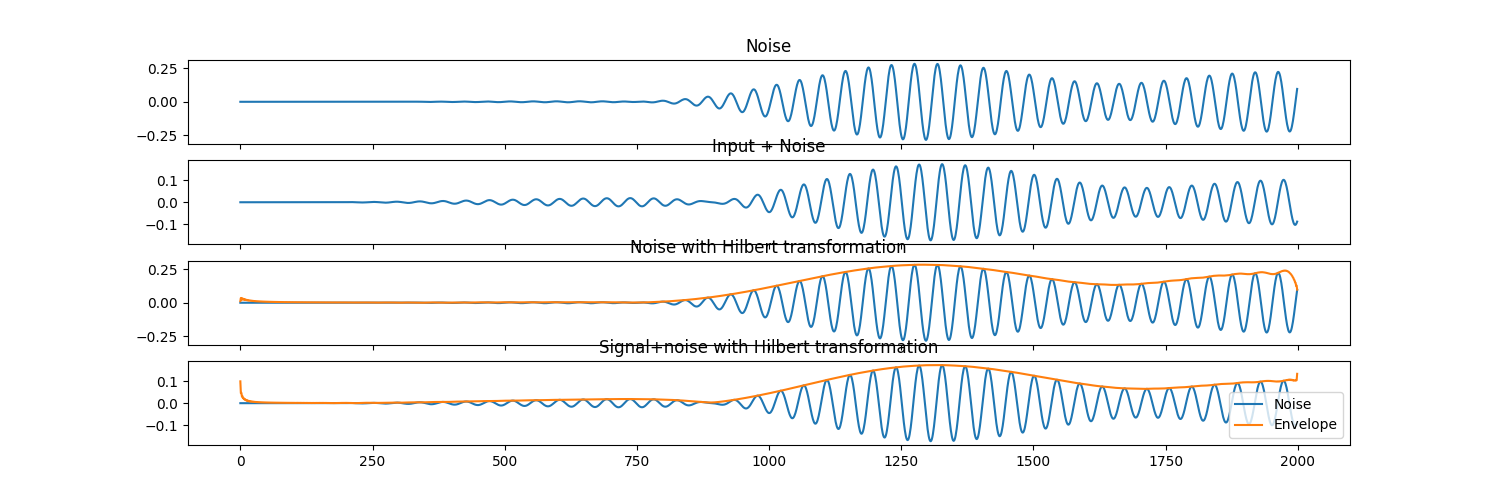 Noise
0.25
0.00
−0.25
Input + Noise
0.1
0.0
−0.1
Noise with Hilbert transformation
0.25
0.00
−0.25
Signal+noise with Hilbert transformation
0.1
0.0
−0.1
Noise
Envelope
0 250 500 750 1000 1250 1500 1750 2000